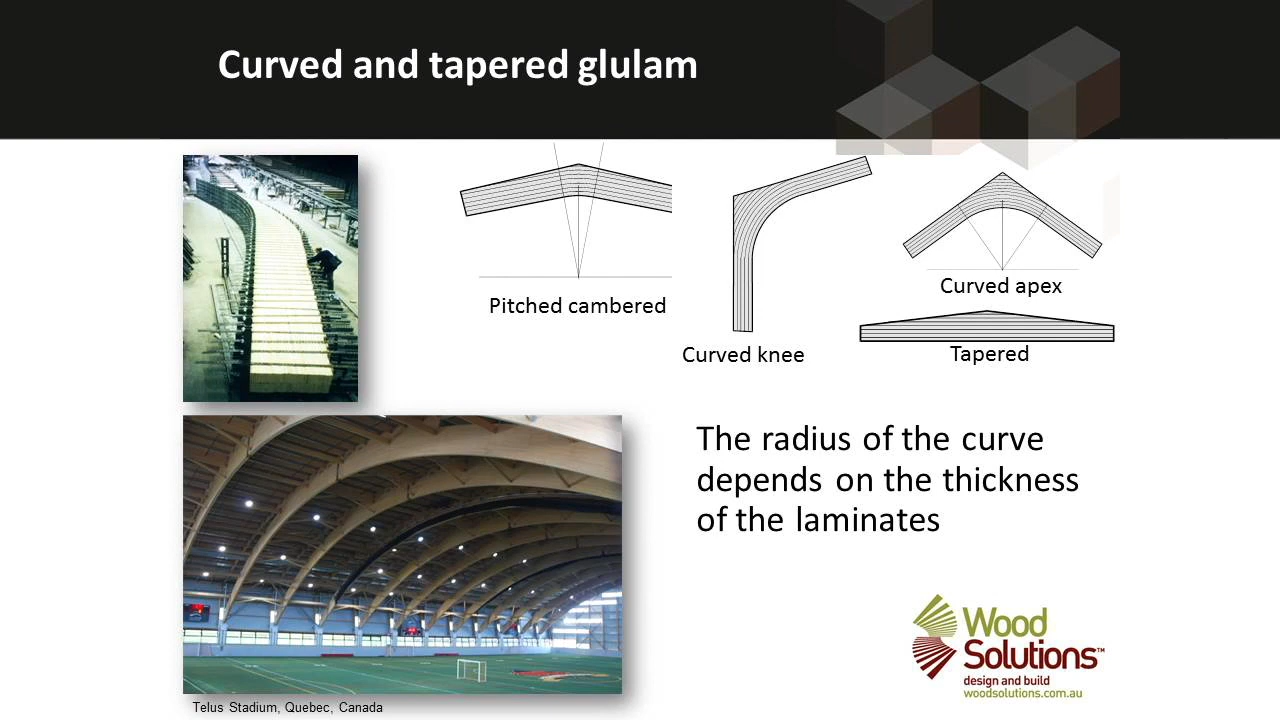 Curved and tapered glulam
Pitched cambered
Curved knee
Curved apex
Tapered
The radius of the curve
depends on the thickness
of the laminates
Wood
Solutions™
design and build
woodsolutions.com.au
Telus Stadium, Quebec, Canada